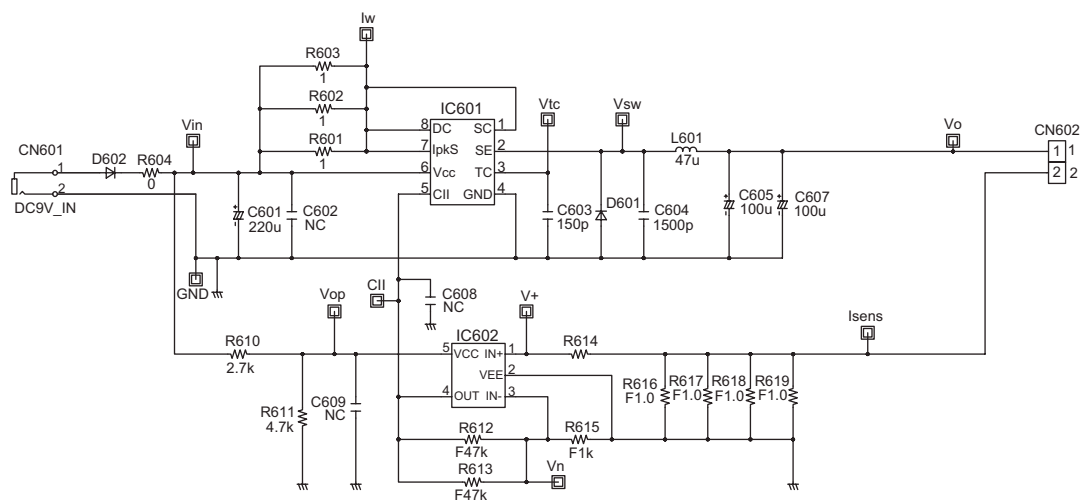 Iw
R603
1
R602
1
R601
1
IC601
8 DC SC 1
7 IpkS SE 2
6 Vcc TC 3
5 CII GND 4
Vtc
Vsw
L601
47u
Vo
CN602
1 1
2 2
CN601
1
2
DC9V_IN
D602
R604
0
Vin
C601
220u
C602
NC
C603
150p
D601
C604
1500p
C605
100u
C607
100u
GND
CII
C608
NC
Vop
V+
Isens
R610
2.7k
IC602
5 VCC IN+ 1
VEE 2
4 OUT IN- 3
R614
R611
4.7k
C609
NC
R616
F1.0
R617
F1.0
R618
F1.0
R619
F1.0
R612
F47k
R615
F1k
R613
F47k
Vn